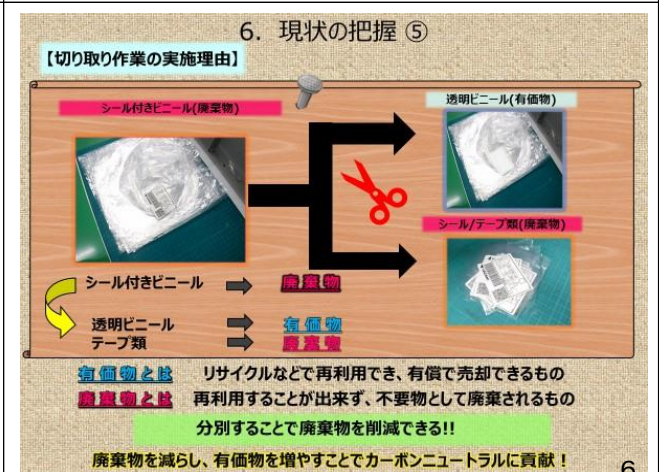 6. 現状の把握 ⑤
【切り取り作業の実施理由】
シール付きビニール(廃棄物)
透明ビニール(有価物)
シール/テープ類(廃棄物)
シール付きビニール
廃棄物
透明ビニール
有価物
テープ類
廃棄物
有価物とは リサイクルなどで再利用でき、有償で売却できるもの
廃棄物とは 再利用することが出来ず、不要物として廃棄されるもの
分別することで廃棄物を削減できる!!
廃棄物を減らし、有価物を増やすことでカーボンニュートラルに貢献！
6